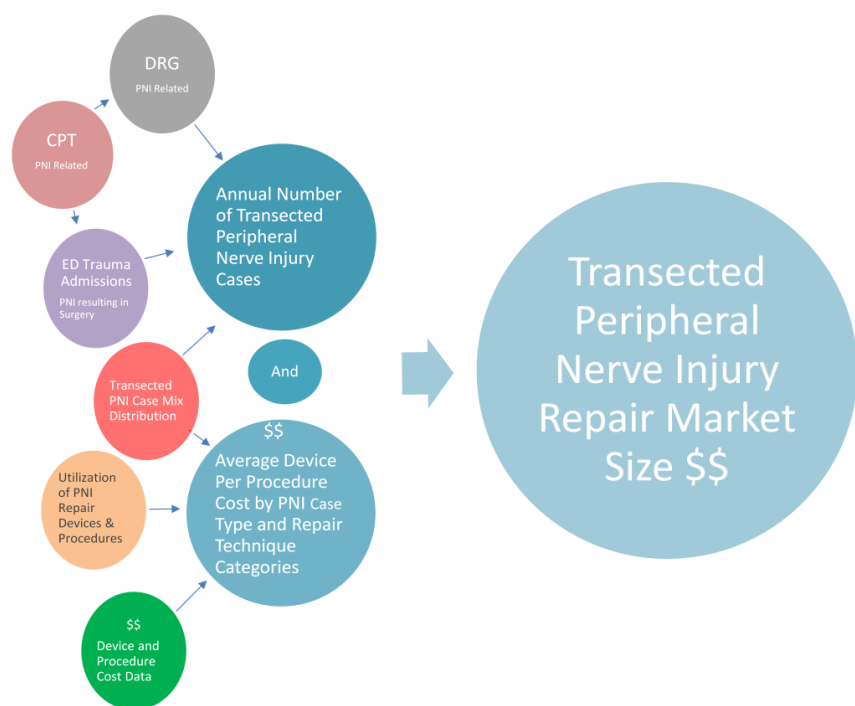 DRG
PNI Related
CPT
PNI Related
ED Trauma
Admissions
PNI resulting in
Surgery
Transected
PNI Case Mix
Distribution
Utilization
of PNI
Repair
Devices &
Procedures
$$
Device and
Procedure
Cost Data
Annual Number
of Transected
Peripheral
Nerve Injury
Cases
And
$$
Average Device
Per Procedure
Cost by PNI Case
Type and Repair
Technique
Categories
Transected
Peripheral
Nerve Injury
Repair Market
Size $$